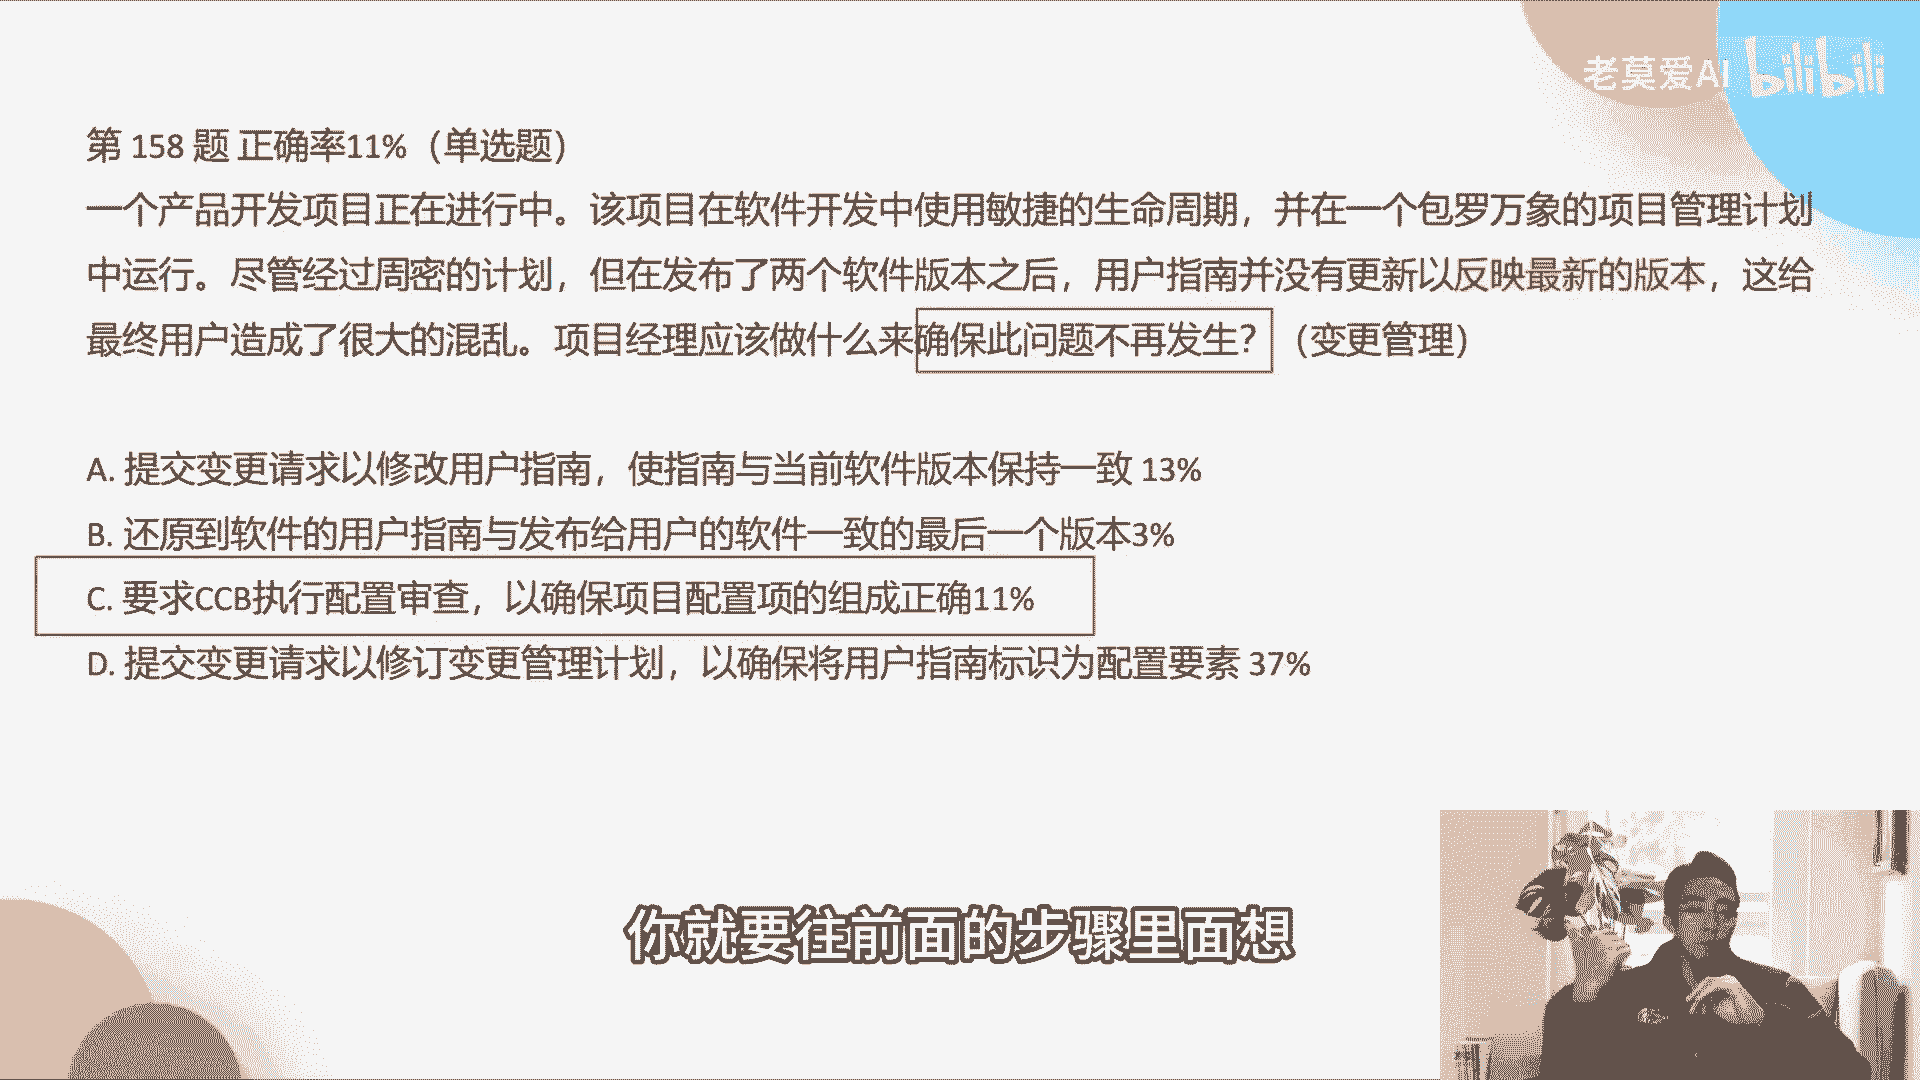 老莫爱AI bilibili
第 158 题 正确率11%（单选题）
一个产品开发项目正在进行中。该项目在软件开发中使用敏捷的生命周期，并在一个包罗万象的项目管理计划
中运行。尽管经过周密的计划，但在发布了两个软件版本之后，用户指南并没有更新以反映最新的版本，这给
最终用户造成了很大的混乱。项目经理应该做什么来确保此问题不再发生？（变更管理）
A. 提交变更请求以修改用户指南，使指南与当前软件版本保持一致 13%
B. 还原到软件的用户指南与发布给用户的软件一致的最后一个版本3%
C. 要求CCB执行配置审查，以确保项目配置项的组成正确11%
D. 提交变更请求以修订变更管理计划，以确保将用户指南标识为配置要素 37%
你就要往前面的步骤里面想